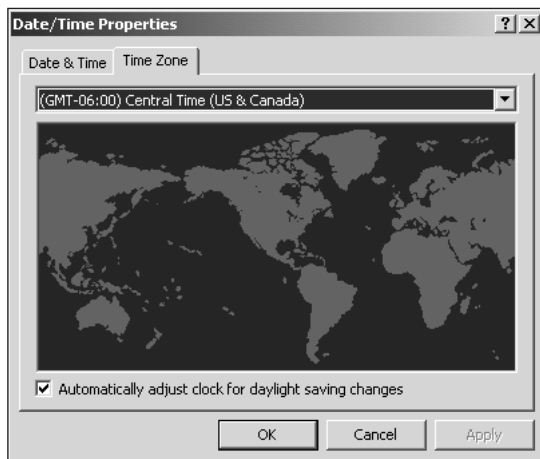 Date/Time Properties
Date & Time
Time Zone
(GMT-06:00) Central Time (US & Canada)
Automatically adjust clock for daylight saving changes
OK
Cancel
Apply